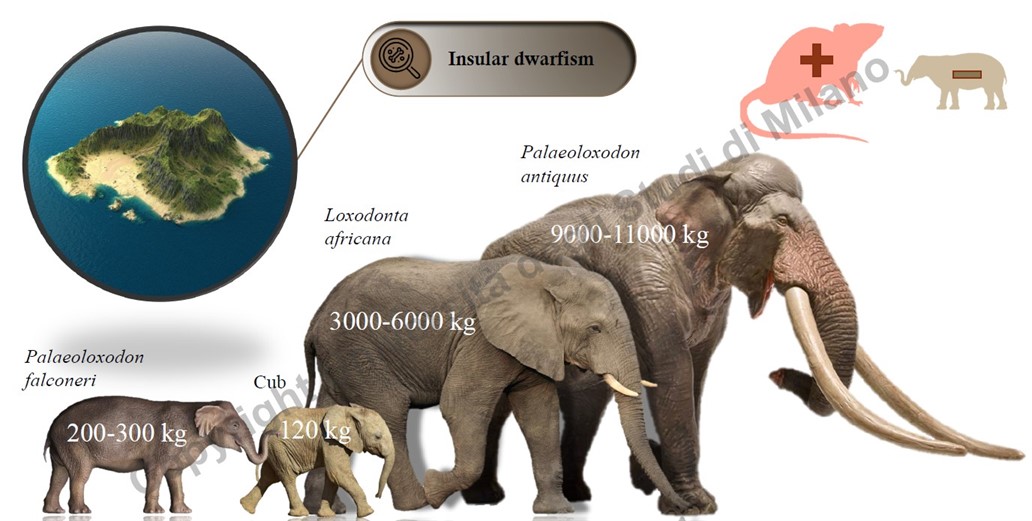 Insular dwarfism
Palaeoloxodon
antiquus
Loxodonta
africana
9000-11000 kg
3000-6000 kg
Palaeoloxodon
falconeri
Cub
200-300 kg
120 kg
Copyright Università degli Studi di Milano